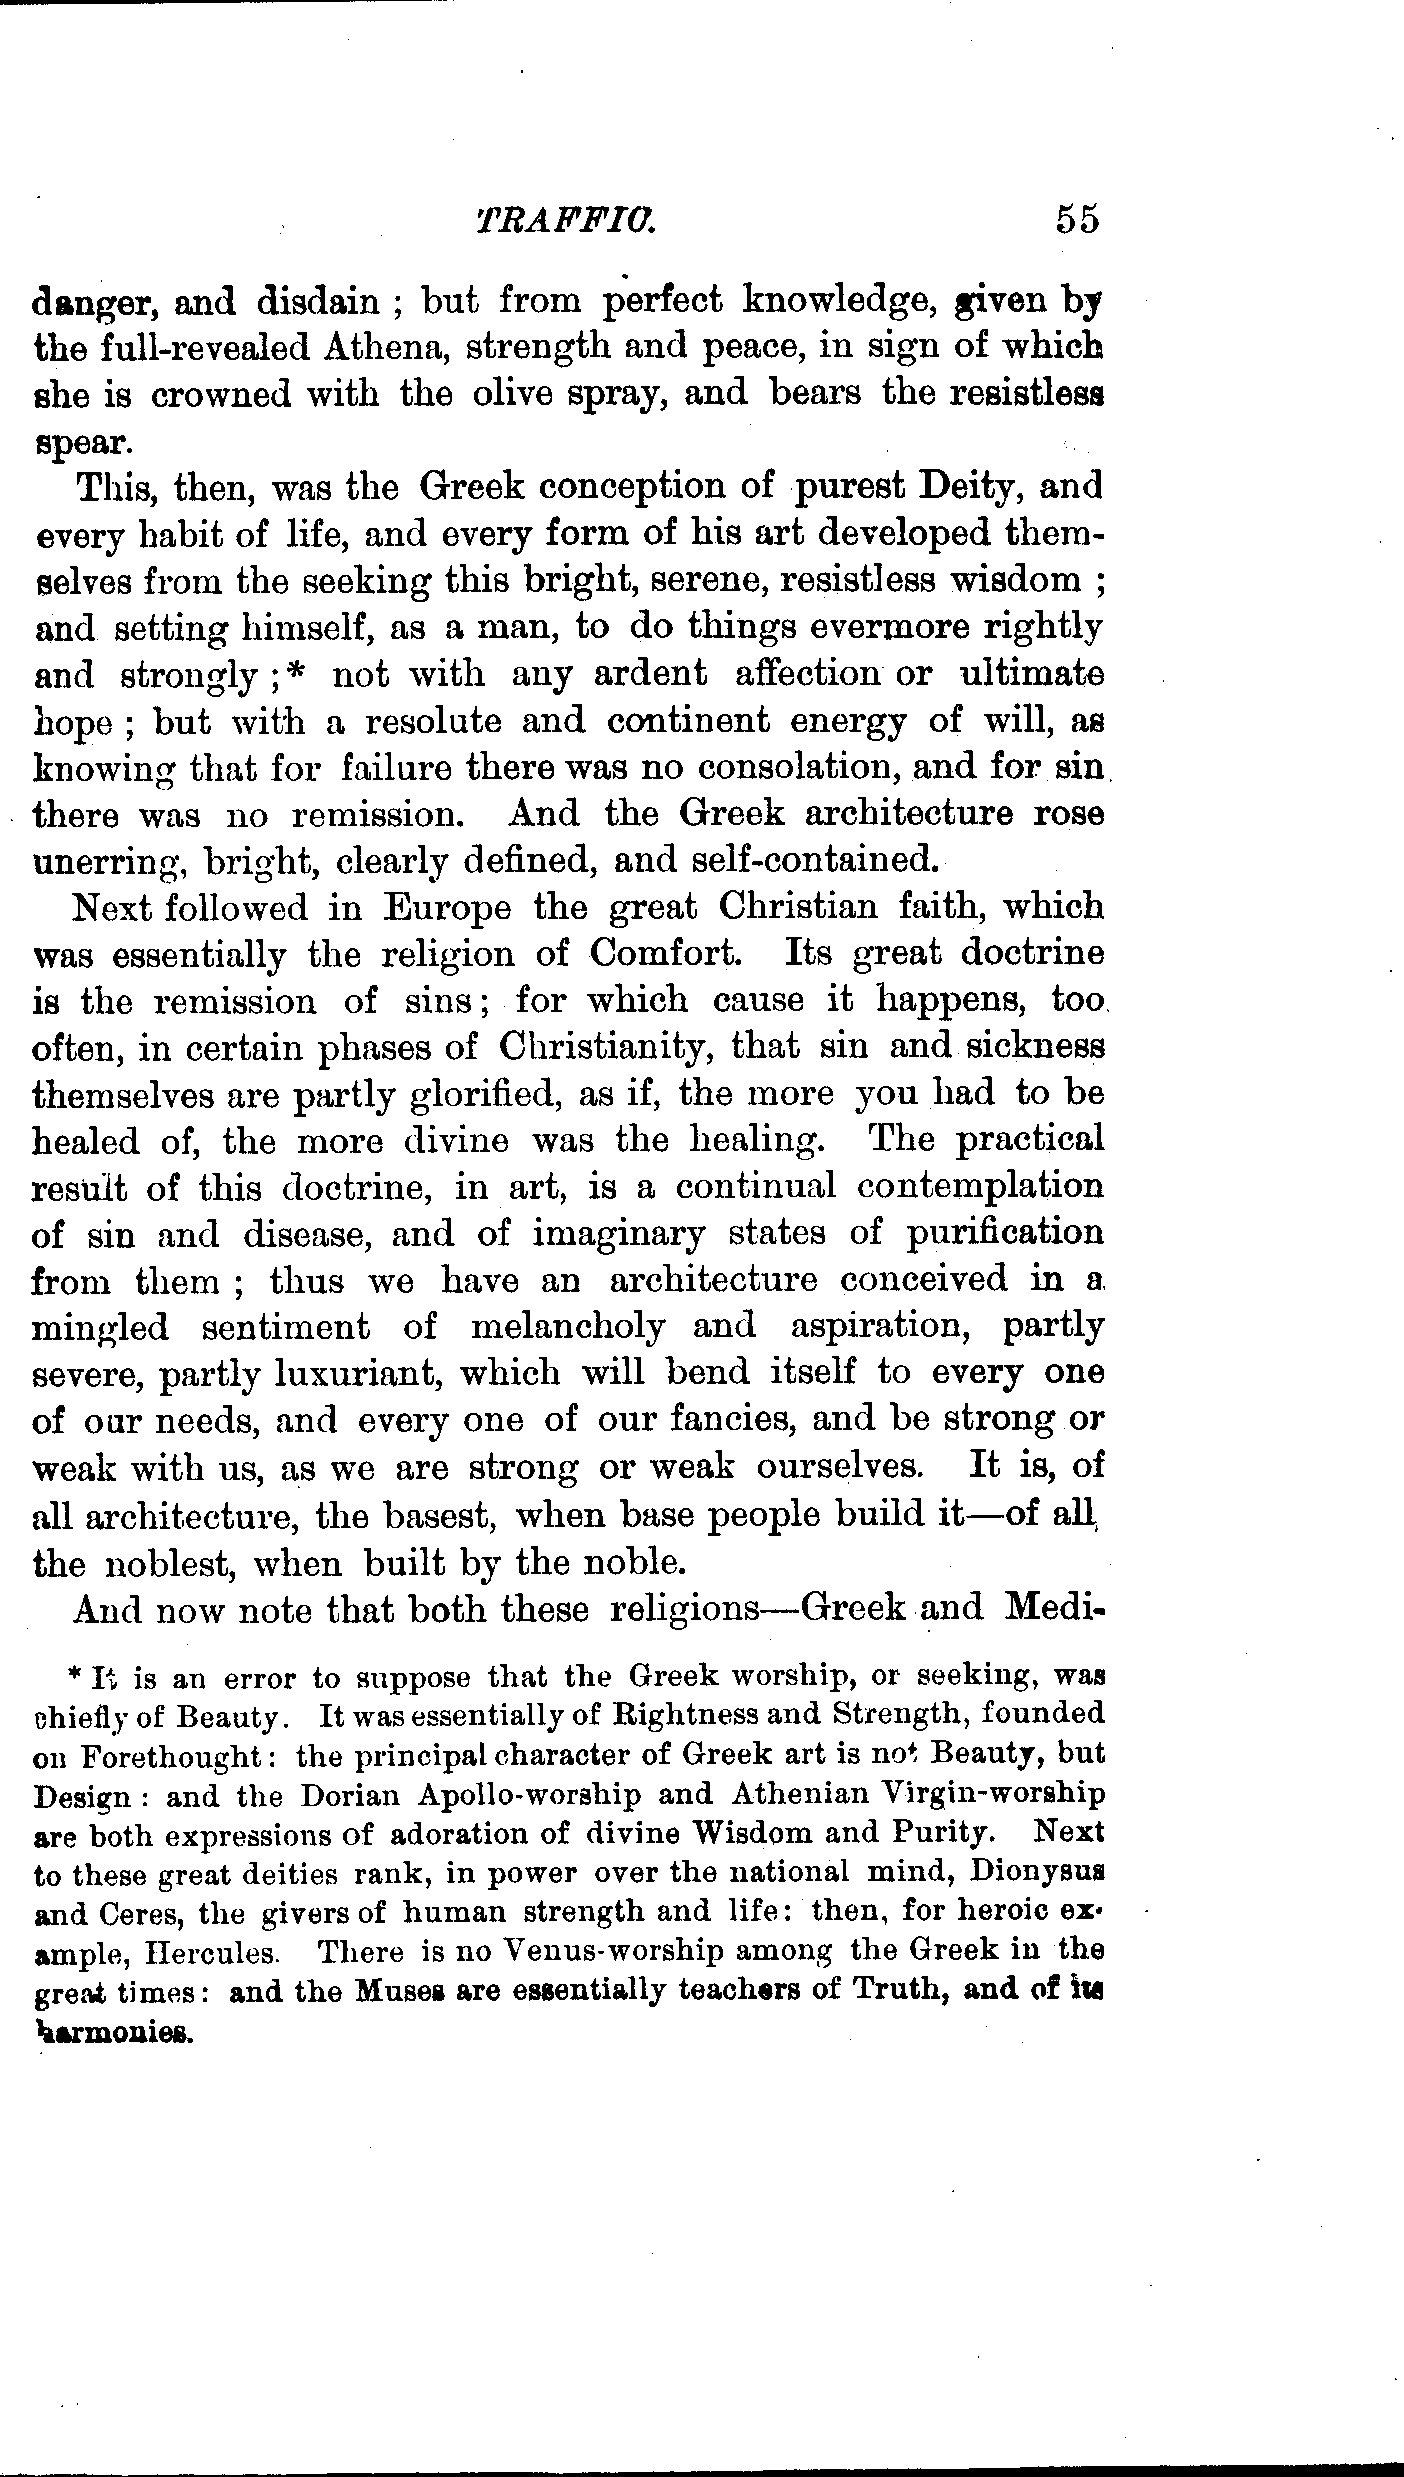 TRAFFIC. 55
danger, and disdain ; but from perfect knowledge, given by
the full-revealed Athena, strength and peace, in sign of which
she is crowned with the olive spray, and bears the resistless
spear.
This, then, was the Greek conception of purest Deity, and
every habit of life, and every form of his art developed them-
selves from the seeking this bright, serene, resistless wisdom ;
and setting himself, as a man, to do things evermore rightly
and strongly ;* not with any ardent affection or ultimate
hope ; but with a resolute and continent energy of will, as
knowing that for failure there was no consolation, and for sin
there was no remission. And the Greek architecture rose
unerring, bright, clearly defined, and self-contained.
Next followed in Europe the great Christian faith, which
was essentially the religion of Comfort. Its great doctrine
is the remission of sins; for which cause it happens, too
often, in certain phases of Christianity, that sin and sickness
themselves are partly glorified, as if, the more you had to be
healed of, the more divine was the healing. The practical
result of this doctrine, in art, is a continual contemplation
of sin and disease, and of imaginary states of purification
from them ; thus we have an architecture conceived in a
mingled sentiment of melancholy and aspiration, partly
severe, partly luxuriant, which will bend itself to every one
of our needs, and every one of our fancies, and be strong or
weak with us, as we are strong or weak ourselves. It is, of
all architecture, the basest, when base people build it—of all,
the noblest, when built by the noble.
And now note that both these religions—Greek and Medi-
* It is an error to suppose that the Greek worship, or seeking, was
chiefly of Beauty. It was essentially of Rightness and Strength, founded
on Forethought: the principal character of Greek art is not Beauty, but
Design : and the Dorian Apollo-worship and Athenian Virgin-worship
are both expressions of adoration of divine Wisdom and Purity. Next
to these great deities rank, in power over the national mind, Dionysus
and Ceres, the givers of human strength and life: then, for heroic ex-
ample, Hercules. There is no Venus-worship among the Greek in the
great times: and the Muses are essentially teachers of Truth, and of its
harmonies.